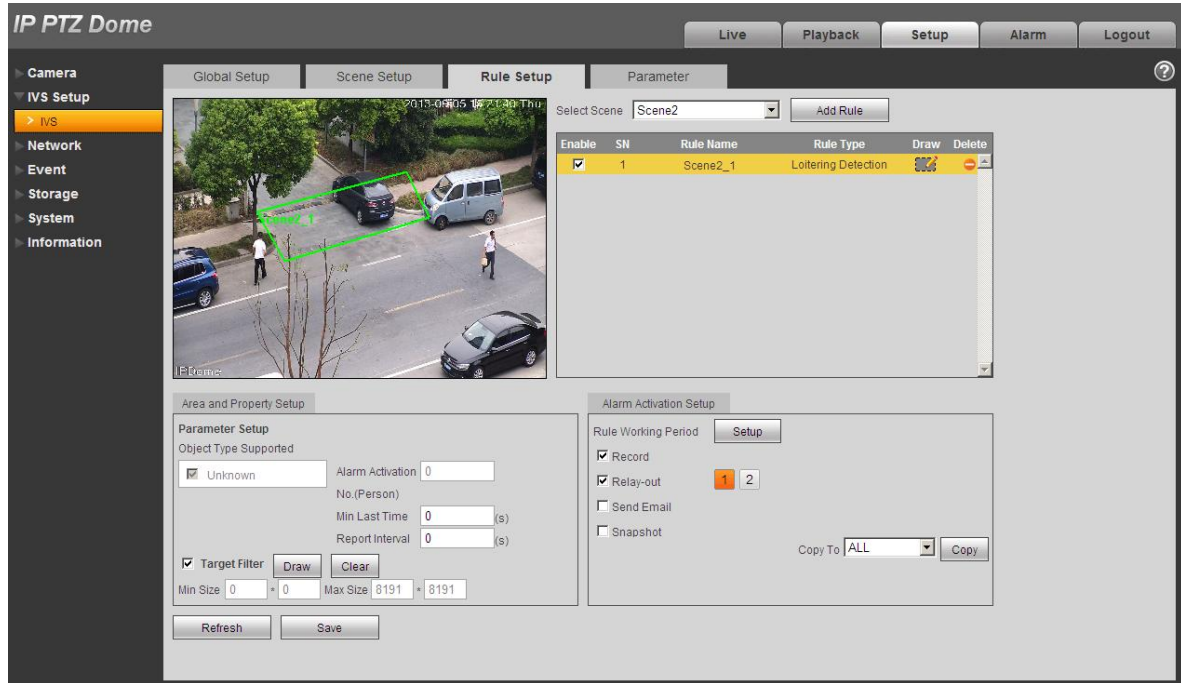 IP PTZ Dome
Live Playback Setup Alarm Logout
Camera
IVS Setup
> IVS
Network
Event
Storage
System
Information
Global Setup Scene Setup Rule Setup Parameter
Thu
Scene2_1
IPDome
Select Scene Scene2 Add Rule
Enable SN Rule Name Rule Type Draw Delete
1 Scene2_1 Loitering Detection
Area and Property Setup
Parameter Setup
Object Type Supported
Unknown
Alarm Activation 0
No.(Person)
Min Last Time 0 (s)
Report Interval 0 (s)
Target Filter Draw Clear
Min Size 0 * 0 Max Size 8191 * 8191
Alarm Activation Setup
Rule Working Period Setup
Record
Relay-out 1 2
Send Email
Snapshot
Copy To ALL Copy
Refresh Save